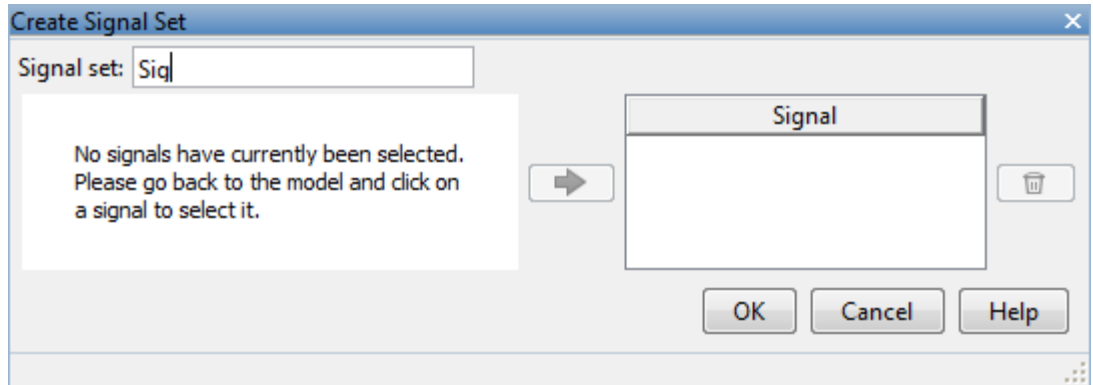 Create Signal Set
Signal set: Sig
No signals have currently been selected.
Please go back to the model and click on
a signal to select it.
Signal
OK Cancel Help